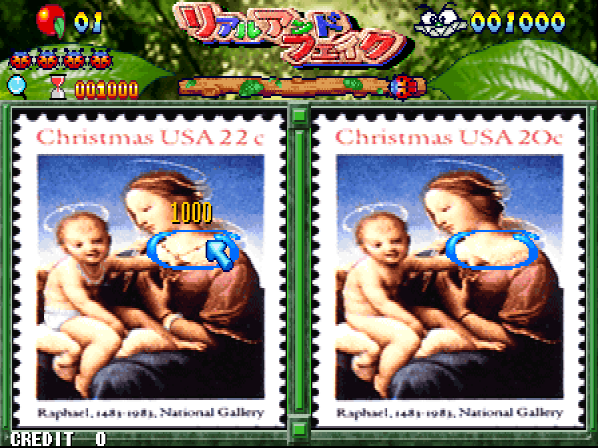 01
リアルアンド
フェイク
001000
001000
Christmas USA 22c
Christmas USA 20c
1000
Raphael, 1483-1983, National Gallery
Raphael, 1483-1983, National Gallery
CREDIT 0